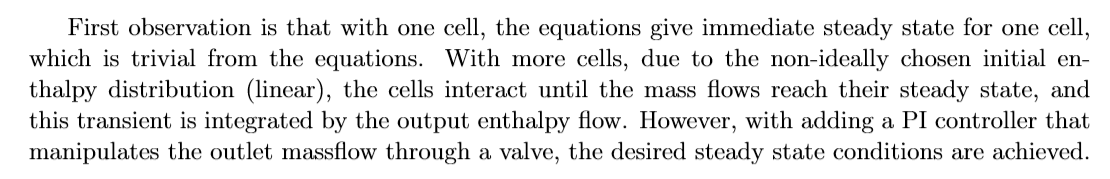 First observation is that with one cell, the equations give immediate steady state for one cell,
which is trivial from the equations. With more cells, due to the non-ideally chosen initial en-
thalpy distribution (linear), the cells interact until the mass flows reach their steady state, and
this transient is integrated by the output enthalpy flow. However, with adding a PI controller that
manipulates the outlet massflow through a valve, the desired steady state conditions are achieved.